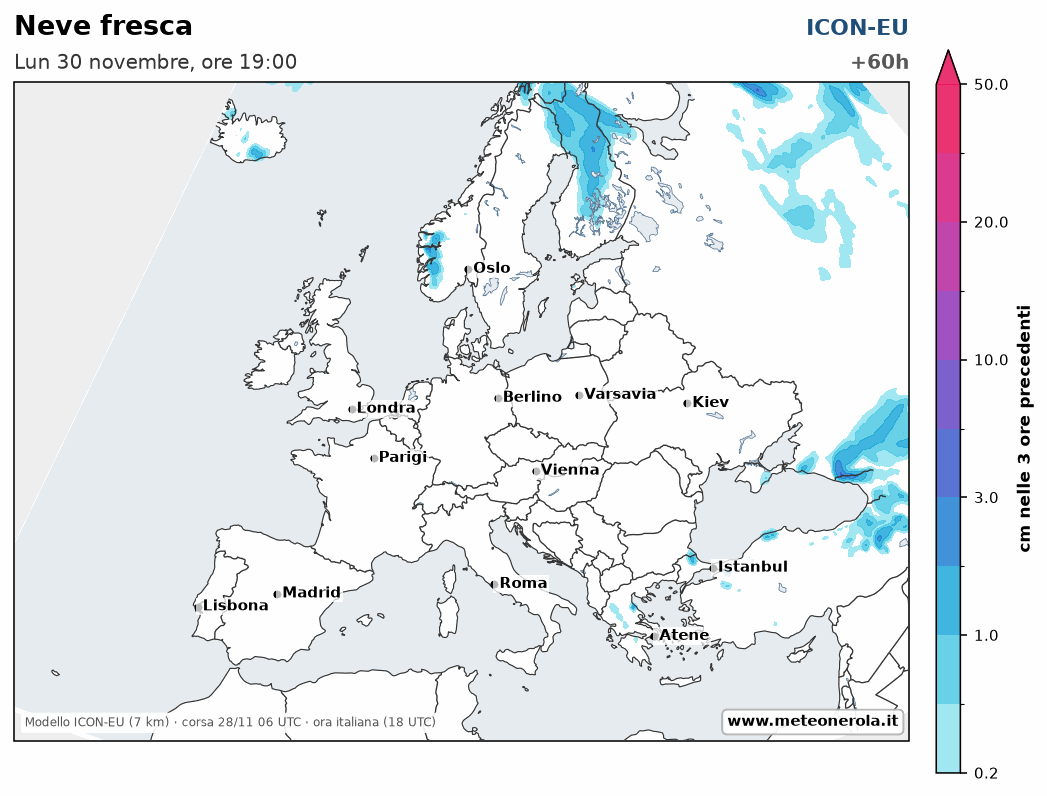 Neve fresca
ICON-EU
Lun 30 novembre, ore 19:00
+60h
50.0
20.0
10.0
3.0
1.0
0.2
cm nelle 3 ore precedenti
Oslo
Berlino
Varsavia
Kiev
Londra
Parigi
Vienna
Istanbul
Roma
Madrid
Lisbona
Atene
Modello ICON-EU (7 km) · corsa 28/11 06 UTC · ora italiana (18 UTC)
www.meteonerola.it